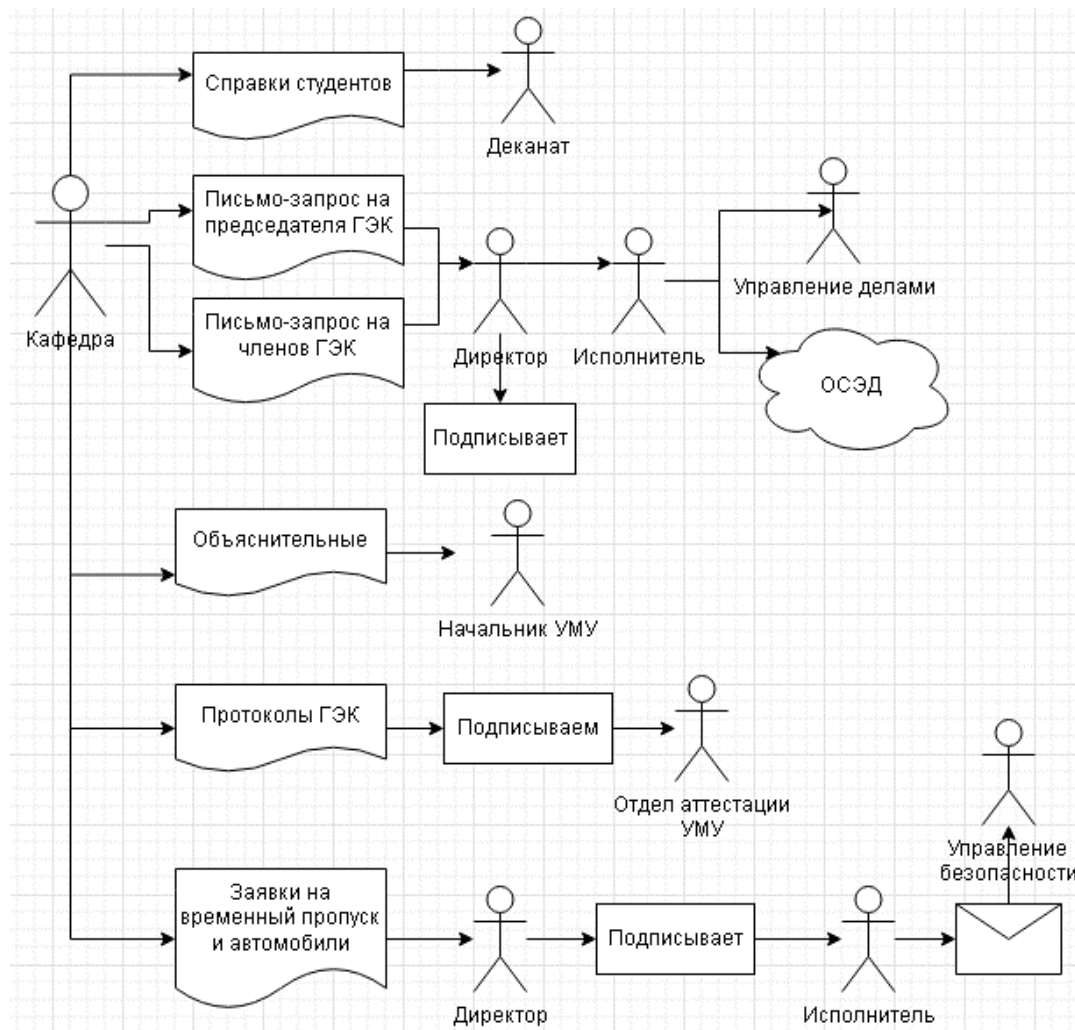 Справки студентов
Деканат
Письмо-запрос на
председателя ГЭК
Кафедра
Письмо-запрос на
членов ГЭК
Директор
Исполнитель
Управление делами
ОСЭД
Подписывает
Объяснительные
Начальник УМУ
Протоколы ГЭК
Подписываем
Отдел аттестации
УМУ
Заявки на
временный пропуск
и автомобили
Директор
Подписывает
Исполнитель
Управление
безопасности